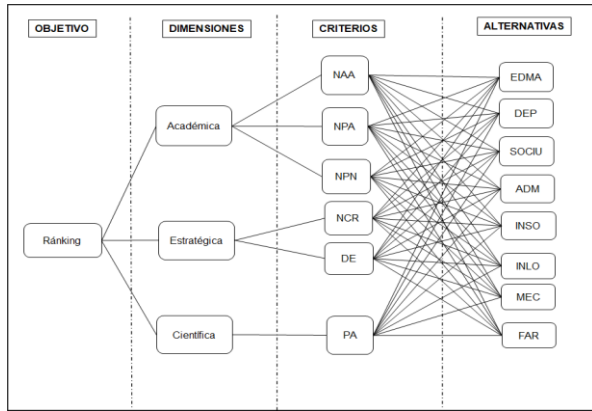 OBJETIVO
DIMENSIONES
CRITERIOS
ALTERNATIVAS
Ránking
Académica
Estratégica
Científica
NAA
NPA
NPN
NCR
DE
PA
EDMA
DEP
SOCIU
ADM
INSO
INLO
MEC
FAR